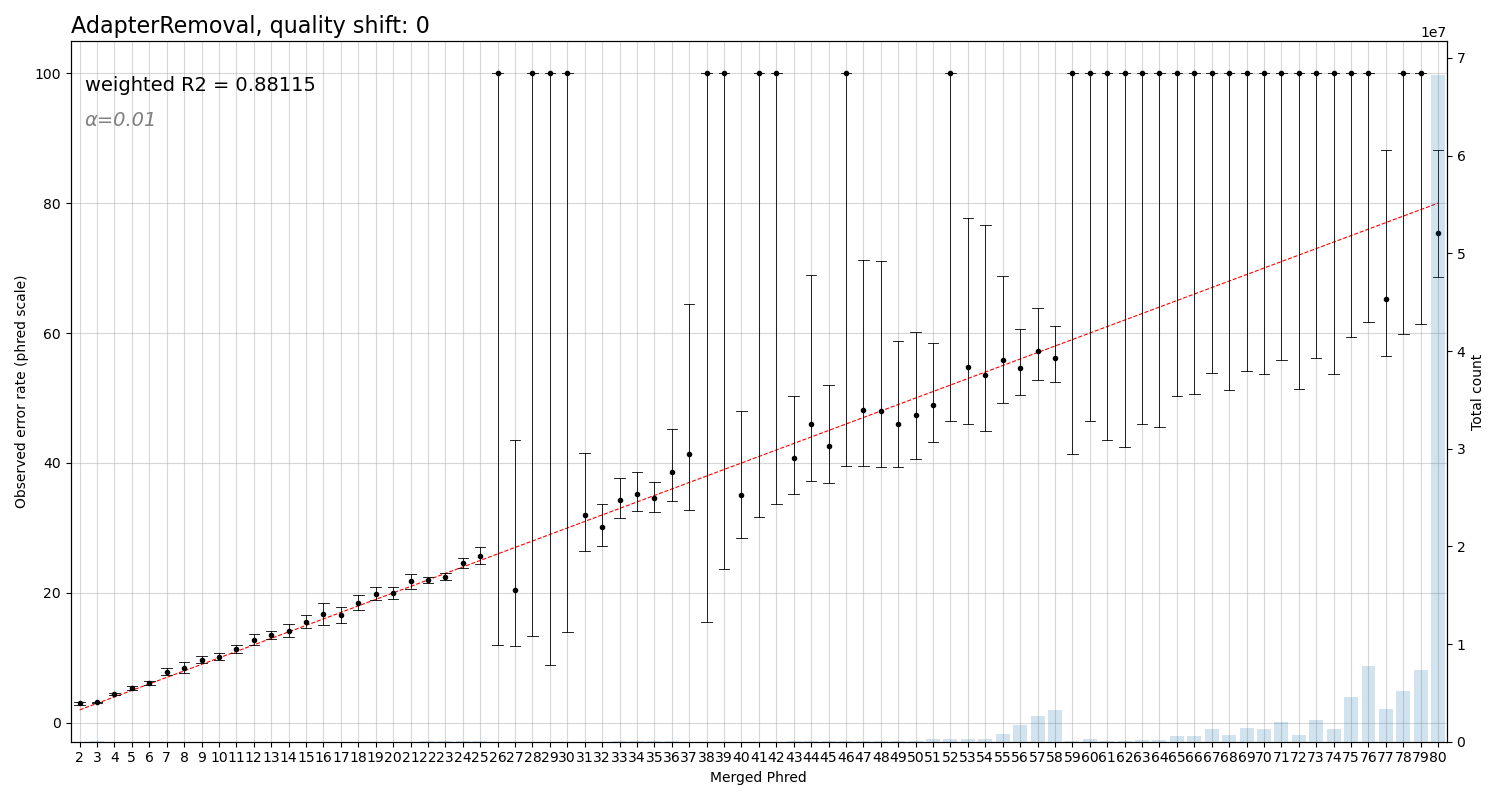 AdapterRemoval, quality shift: 0
1e7
weighted R2 = 0.88115
α=0.01
100
80
60
40
20
0
Observed error rate (phred scale)
7
6
5
4
3
2
1
0
Total count
2 3 4 5 6 7 8 9 10 11 12 13 14 15 16 17 18 19 20 21 22 23 24 25 26 27 28 29 30 31 32 33 34 35 36 37 38 39 40 41 42 43 44 45 46 47 48 49 50 51 52 53 54 55 56 57 58 59 60 61 62 63 64 65 66 67 68 69 70 71 72 73 74 75 76 77 78 79 80
Merged Phred